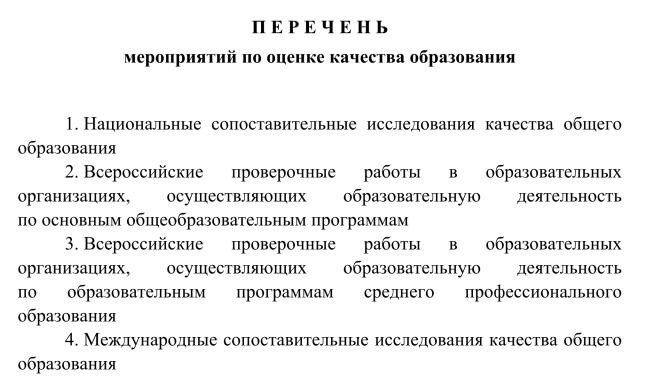 П Е Р Е Ч Е Н Ь
мероприятий по оценке качества образования
1. Национальные сопоставительные исследования качества общего
образования
2. Всероссийские проверочные работы в образовательных
организациях, осуществляющих образовательную деятельность
по основным общеобразовательным программам
3. Всероссийские проверочные работы в образовательных
организациях, осуществляющих образовательную деятельность
по образовательным программам среднего профессионального
образования
4. Международные сопоставительные исследования качества общего
образования